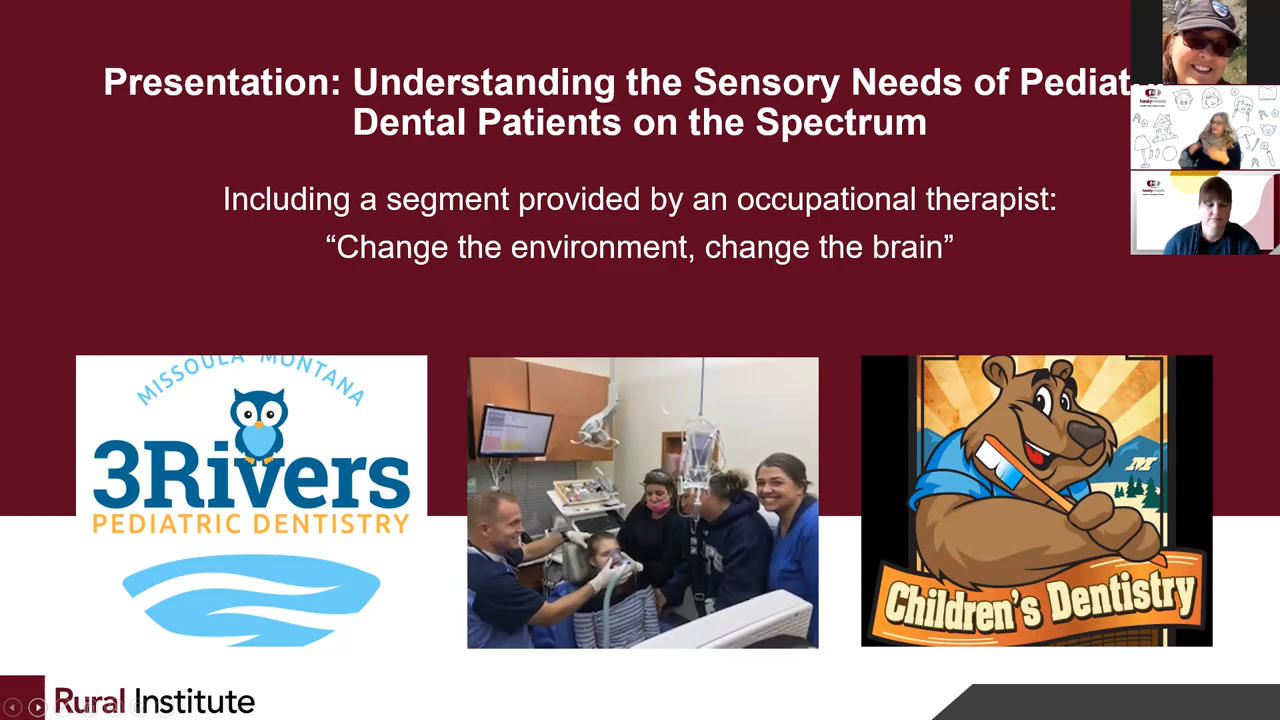 Presentation: Understanding the Sensory Needs of Pediat
Dental Patients on the Spectrum
Including a segment provided by an occupational therapist:
“Change the environment, change the brain”
MISSOULA MONTANA
3Rivers
PEDIATRIC DENTISTRY
M
Children's Dentistry
Rural Institute